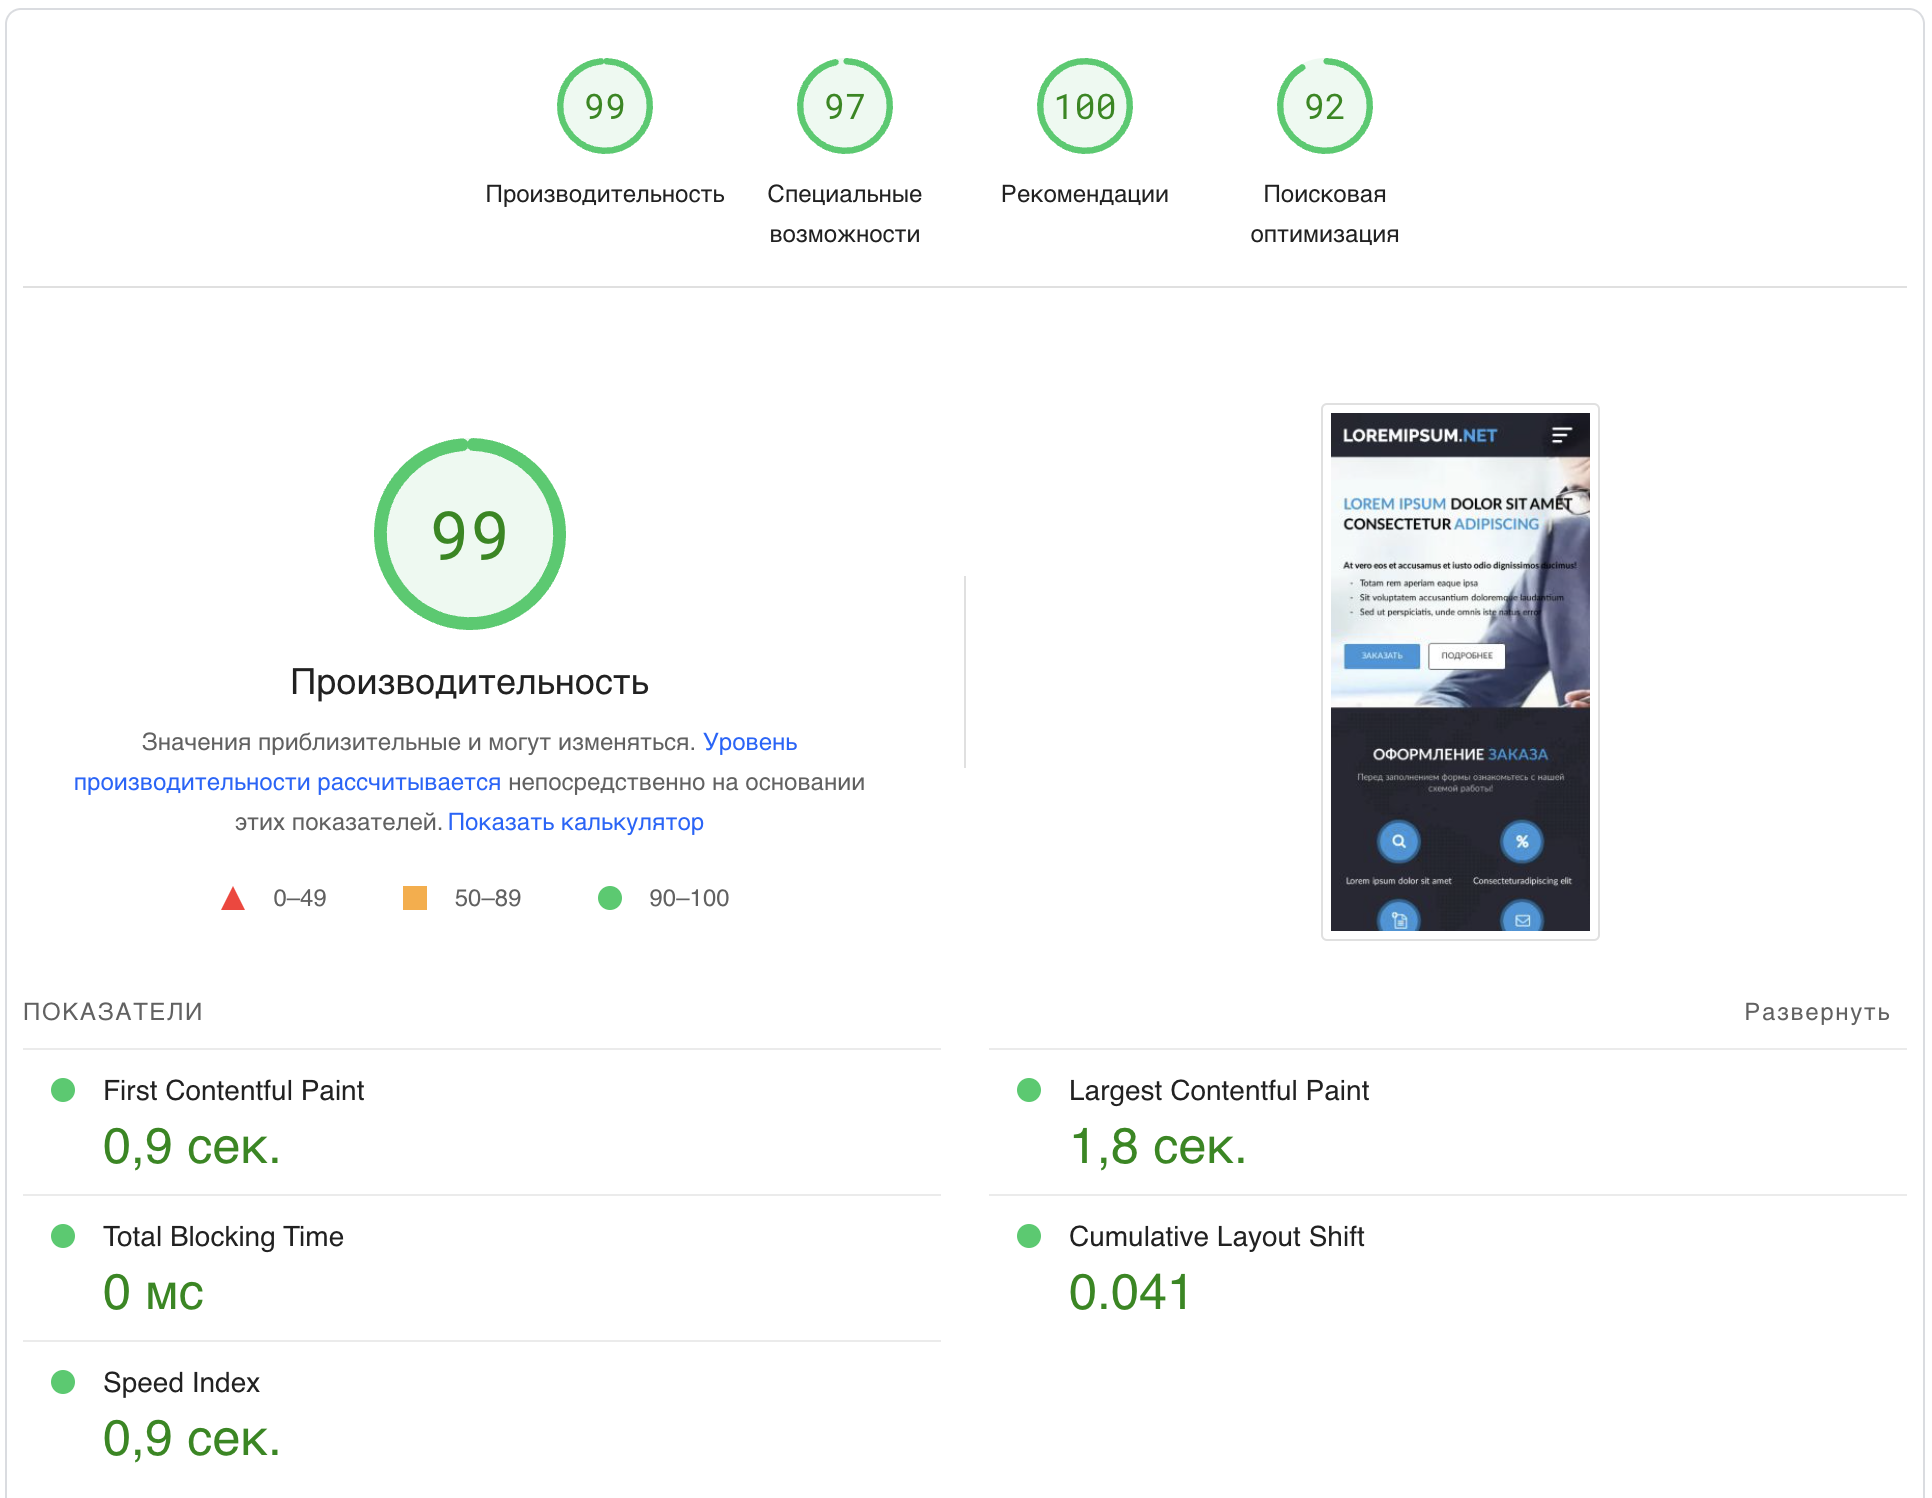 99
97
100
92
Производительность
Специальные
возможности
Рекомендации
Поисковая
оптимизация
99
Производительность
Значения приблизительные и могут изменяться. Уровень
производительности рассчитывается непосредственно на основании
этих показателей. Показать калькулятор
0–49
50–89
90–100
LOREMIPSUM.NET
LOREM IPSUM DOLOR SIT AMET
CONSECTETUR ADIPISCING
At vero eos et accusamus et iusto odio dignissimos ducimus!
- Totam rem aperiam eaque ipsa
- Sit voluptatem accusantium doloremque laudantium
- Sed ut perspiciatis, unde omnis iste natus error
ЗАКАЗАТЬ
ПОДРОБНЕЕ
ОФОРМЛЕНИЕ ЗАКАЗА
Перед заполнением формы ознакомьтесь с нашей
схемой работы!
Lorem ipsum dolor sit amet
Consecteturadipiscing elit
ПОКАЗАТЕЛИ
Развернуть
First Contentful Paint
0,9 сек.
Largest Contentful Paint
1,8 сек.
Total Blocking Time
0 мс
Cumulative Layout Shift
0.041
Speed Index
0,9 сек.